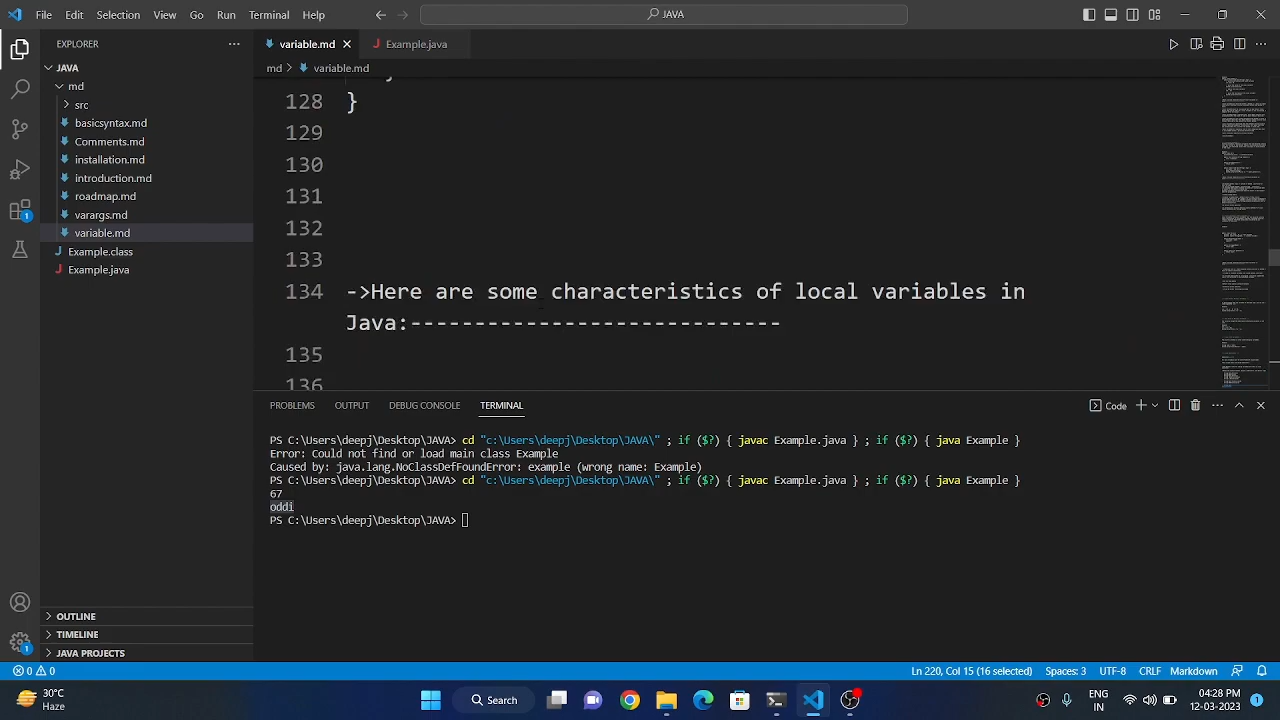 File Edit Selection View Go Run Terminal Help
JAVA
EXPLORER
variable.md
Example.java
JAVA
md
src
basicsyntax.md
Comments.md
installation.md
introduction.md
roadmap.md
varargs.md
variable.md
Example.class
Example.java
OUTLINE
TIMELINE
JAVA PROJECTS
md > variable.md
128 }
129
130
131
132
133
134 ->Here are some characteristics of local variables in
Java:-----------------------------
135
136
PROBLEMS OUTPUT DEBUG CONSOLE TERMINAL
Code
PS C:\Users\deepj\Desktop\JAVA> cd "c:\Users\deepj\Desktop\JAVA\" ; if ($?) { javac Example.java } ; if ($?) { java Example }
Error: Could not find or load main class Example
Caused by: java.lang.NoClassDefFoundError: example (wrong name: Example)
PS C:\Users\deepj\Desktop\JAVA> cd "c:\Users\deepj\Desktop\JAVA\" ; if ($?) { javac Example.java } ; if ($?) { java Example }
67
oddi
PS C:\Users\deepj\Desktop\JAVA>
0 0 Ln 220, Col 15 (16 selected) Spaces: 3 UTF-8 CRLF Markdown
30°C
Haze
Search
ENG
IN
04:28 PM
12-03-2023
1